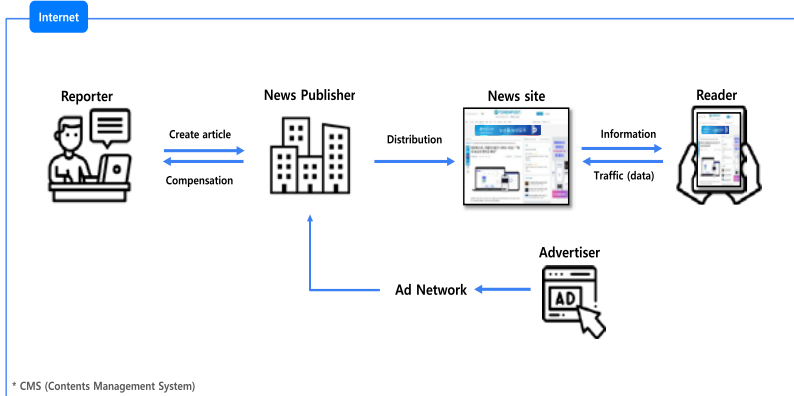 Internet
Reporter
News Publisher
News site
Reader
Create article
Compensation
Distribution
Information
Traffic (data)
Advertiser
Ad Network
AD
* CMS (Contents Management System)